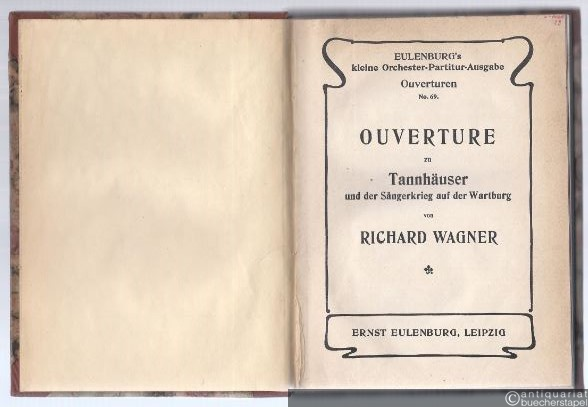 EULENBURG's
kleine Orchester-Partitur-Ausgabe
Ouverturen
No. 69.
OUVERTURE
zu
Tannhäuser
und der Sängerkrieg auf der Wartburg
von
RICHARD WAGNER
ERNST EULENBURG, LEIPZIG
antiquariat
buecherstapel